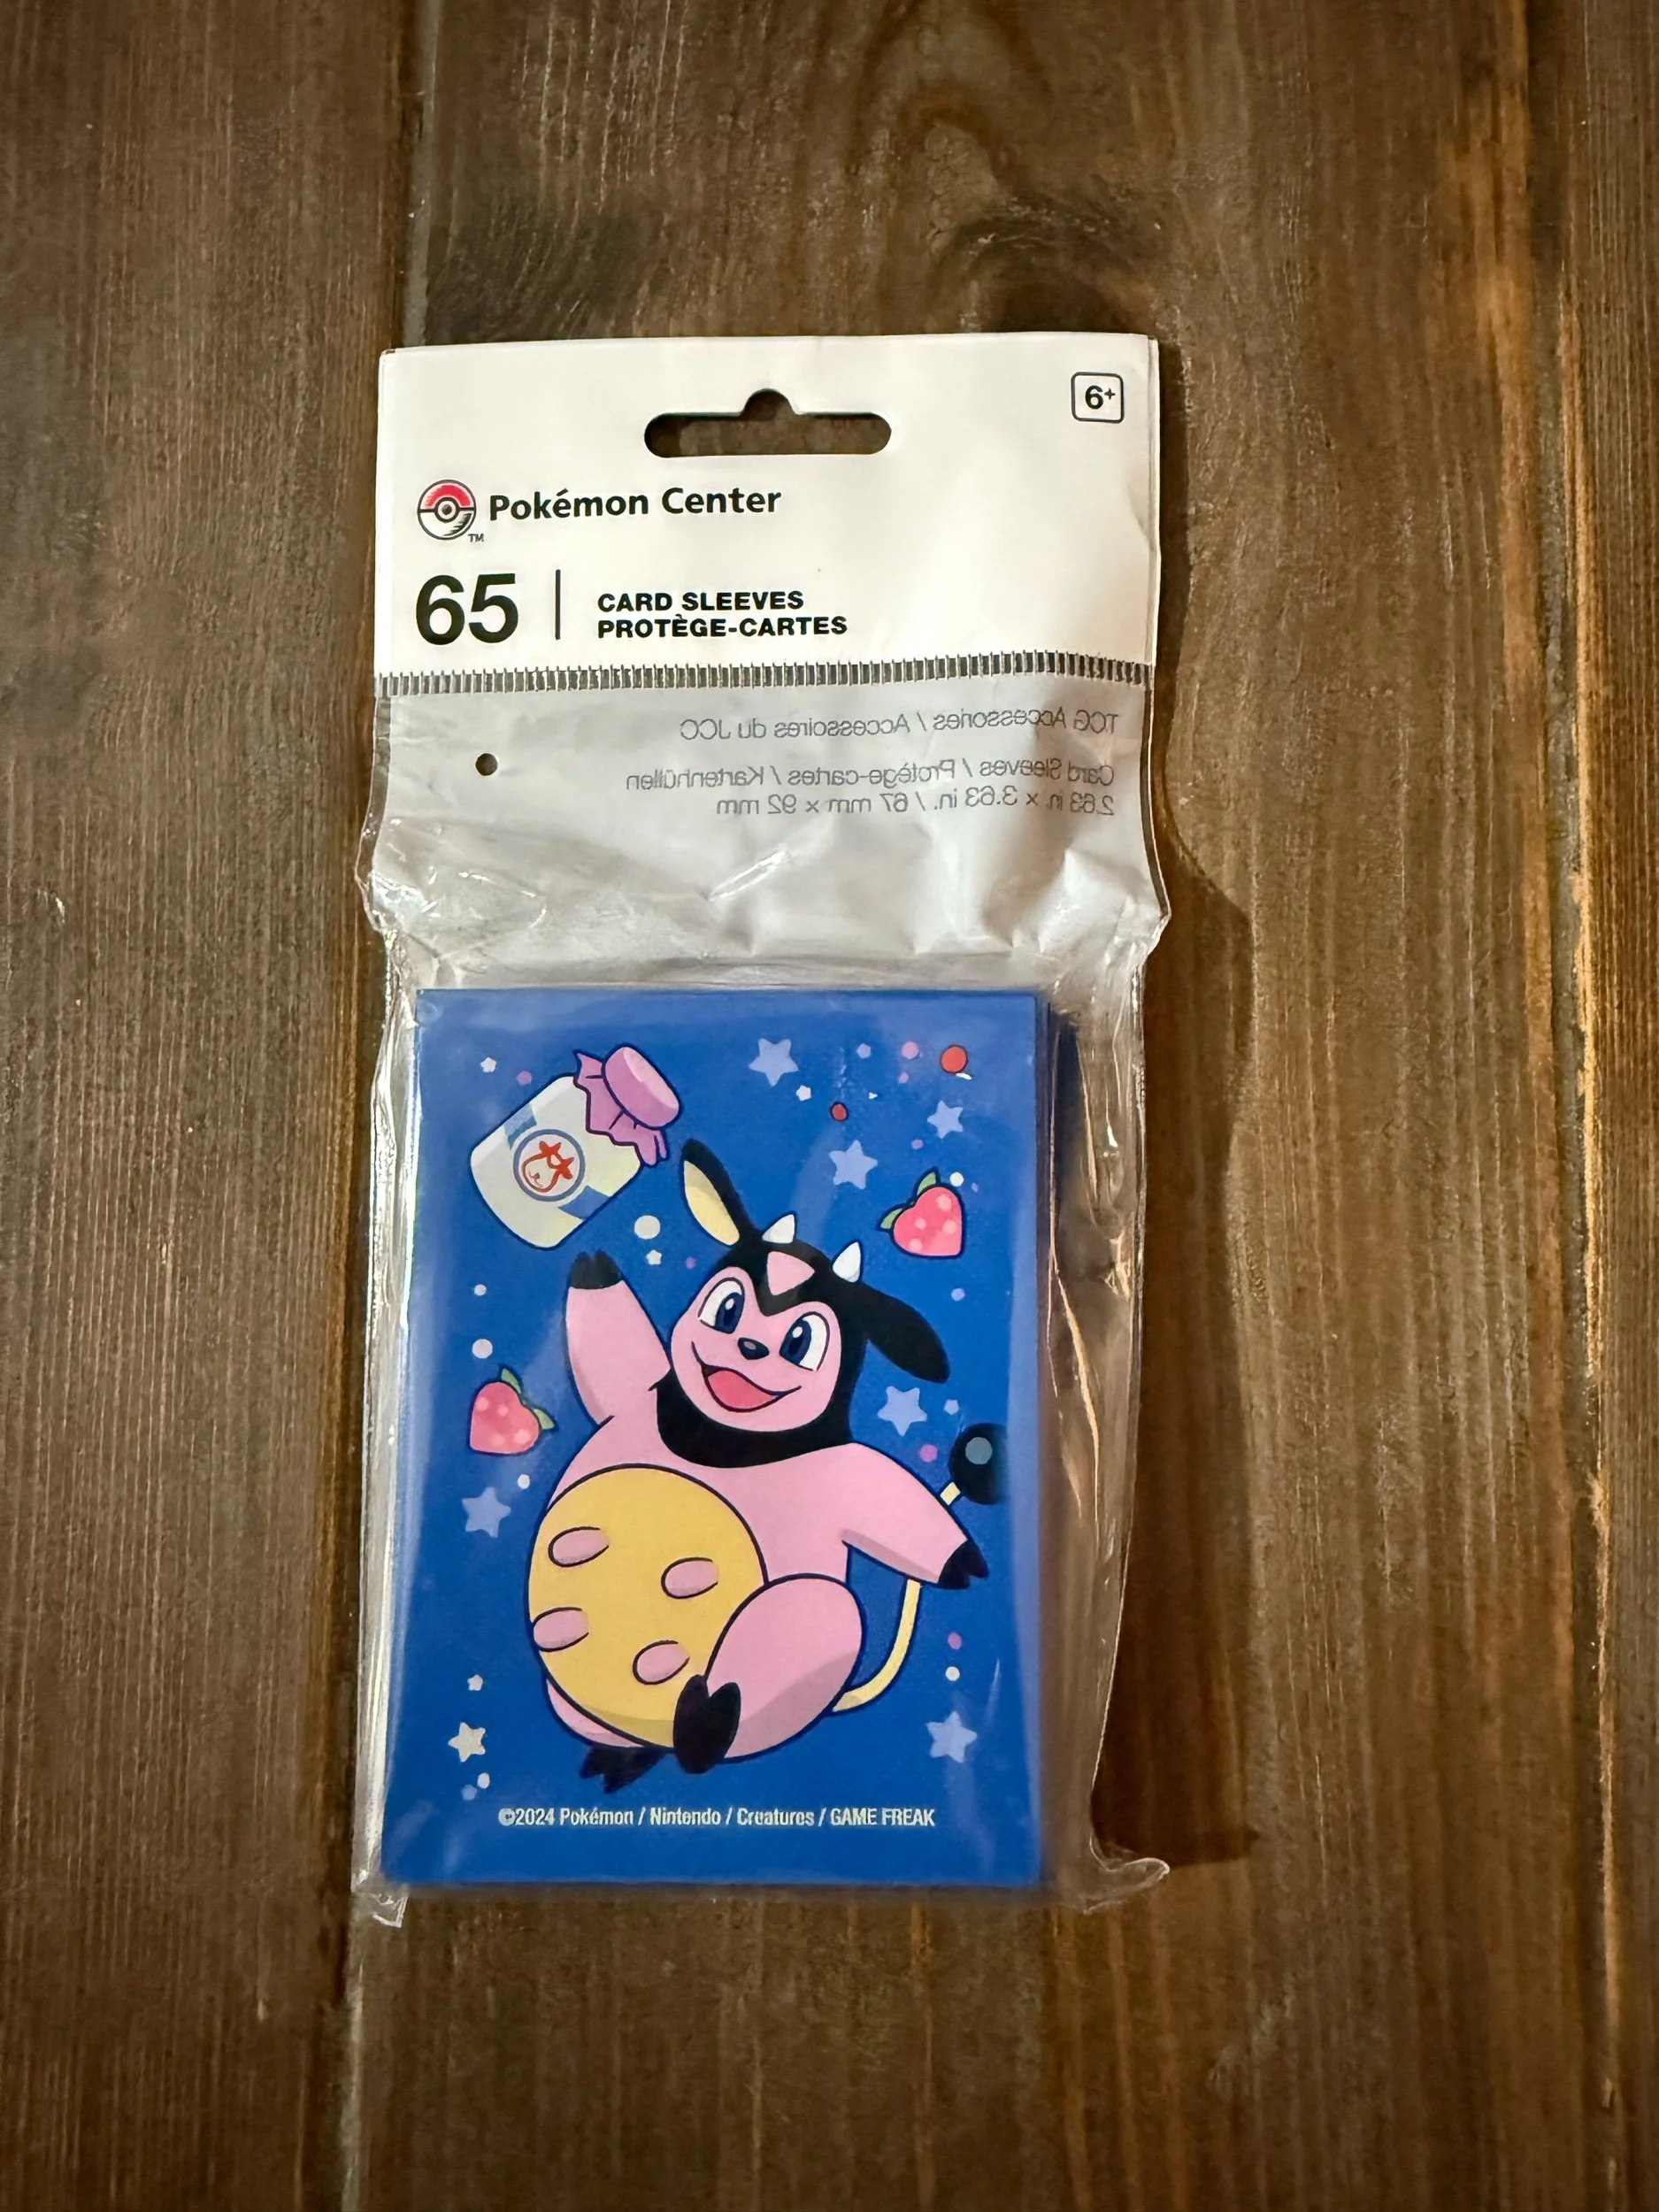 6+
Pokémon Center
TM
65
CARD SLEEVES
PROTÈGE-CARTES
TCG Accessories / Accessoires du JCC
Card Sleeves / Protège-cartes / Kartenhüllen
2.63 in. x 3.63 in. / 67 mm x 92 mm
©2024 Pokémon / Nintendo / Creatures / GAME FREAK